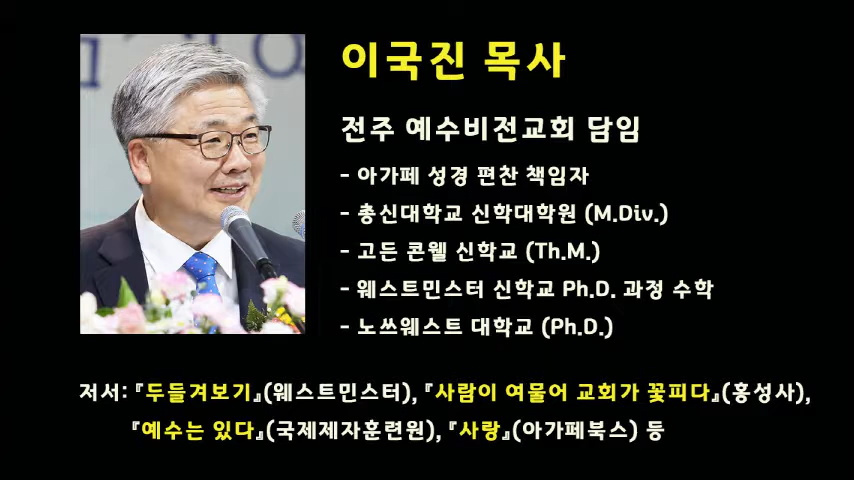 이국진 목사
전주 예수비전교회 담임
- 아가페 성경 편찬 책임자
- 총신대학교 신학대학원 (M.Div.)
- 고든 콘웰 신학교 (Th.M.)
- 웨스트민스터 신학교 Ph.D. 과정 수학
- 노쓰웨스트 대학교 (Ph.D.)
저서: 『두들겨보기』(웨스트민스터), 『사람이 여물어 교회가 꽃피다』(홍성사),
『예수는 있다』(국제제자훈련원), 『사랑』(아가페북스) 등